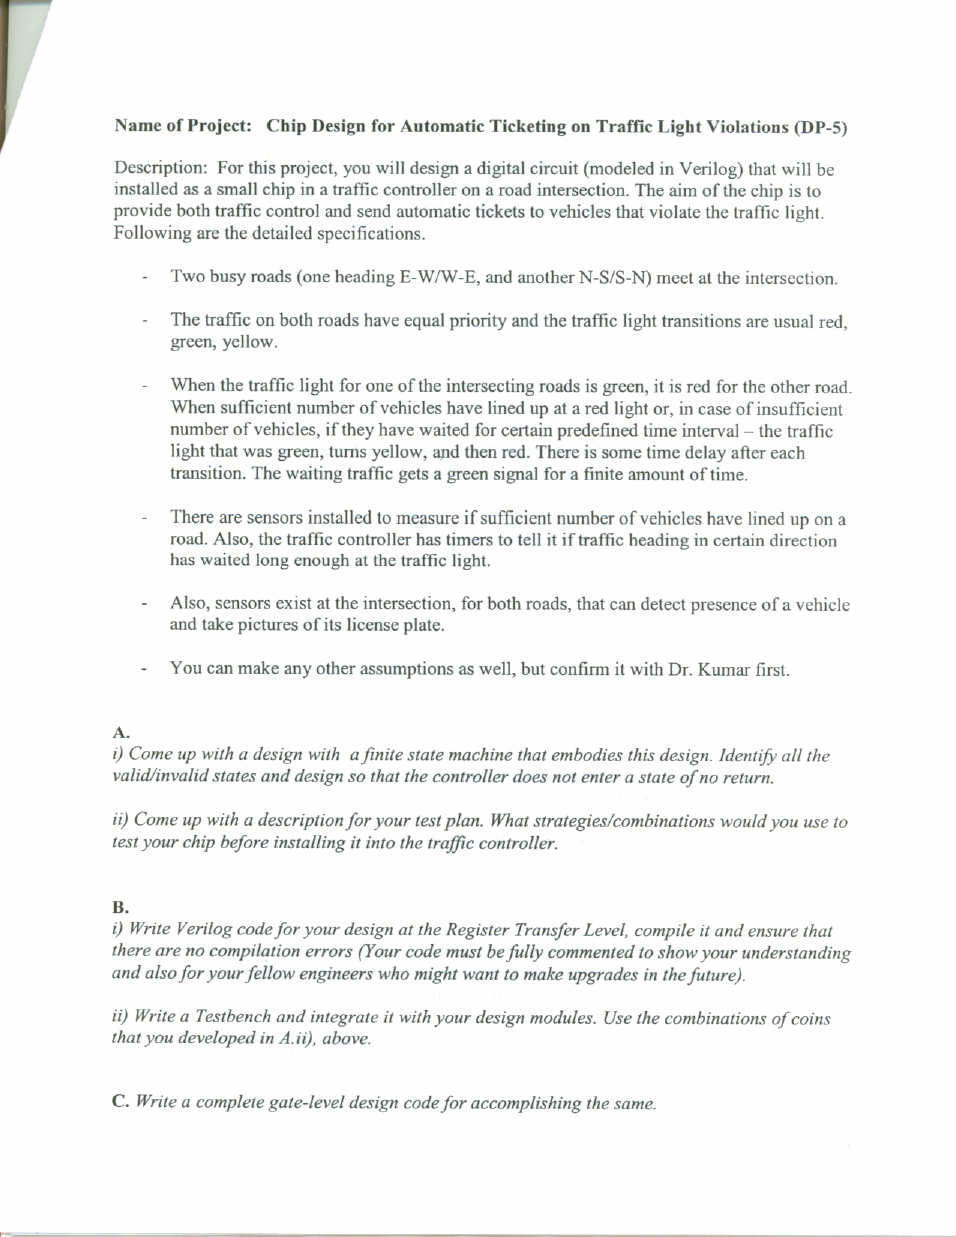 Name of Project: Chip Design for Automatic Ticketing on Traffic Light Violations (DP-5)
Description: For this project, you will design a digital circuit (modeled in Verilog) that will be
installed as a small chip in a traffic controller on a road intersection. The aim of the chip is to
provide both traffic control and send automatic tickets to vehicles that violate the traffic light.
Following are the detailed specifications.
- Two busy roads (one heading E-W/W-E, and another N-S/S-N) meet at the intersection.
- The traffic on both roads have equal priority and the traffic light transitions are usual red,
green, yellow.
- When the traffic light for one of the intersecting roads is green, it is red for the other road.
When sufficient number of vehicles have lined up at a red light or, in case of insufficient
number of vehicles, if they have waited for certain predefined time interval – the traffic
light that was green, turns yellow, and then red. There is some time delay after each
transition. The waiting traffic gets a green signal for a finite amount of time.
- There are sensors installed to measure if sufficient number of vehicles have lined up on a
road. Also, the traffic controller has timers to tell it if traffic heading in certain direction
has waited long enough at the traffic light.
- Also, sensors exist at the intersection, for both roads, that can detect presence of a vehicle
and take pictures of its license plate.
- You can make any other assumptions as well, but confirm it with Dr. Kumar first.
A.
i) Come up with a design with a finite state machine that embodies this design. Identify all the
valid/invalid states and design so that the controller does not enter a state of no return.
ii) Come up with a description for your test plan. What strategies/combinations would you use to
test your chip before installing it into the traffic controller.
B.
i) Write Verilog code for your design at the Register Transfer Level, compile it and ensure that
there are no compilation errors (Your code must be fully commented to show your understanding
and also for your fellow engineers who might want to make upgrades in the future).
ii) Write a Testbench and integrate it with your design modules. Use the combinations of coins
that you developed in A.ii), above.
C. Write a complete gate-level design code for accomplishing the same.